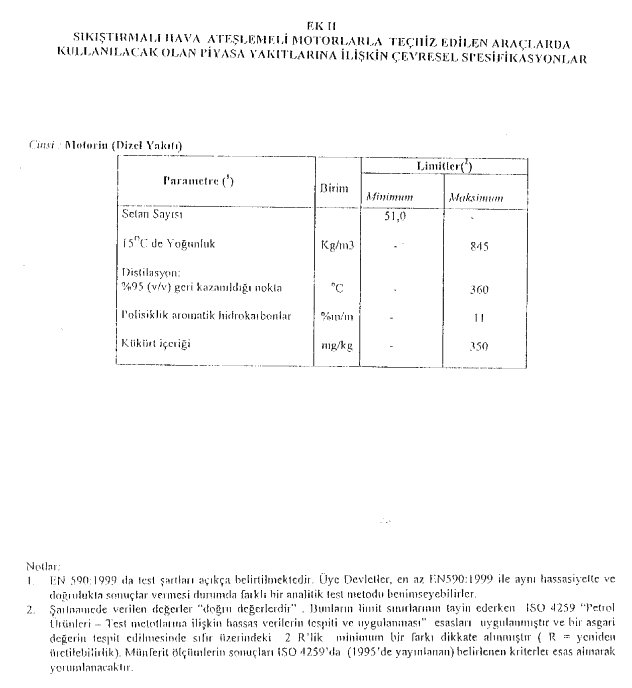 EK II
SIKIŞTIRMALI HAVA ATEŞLEMELİ MOTORLARLA TEÇHİZ EDİLEN ARAÇLARDA
KULLANILACAK OLAN PİYASA YAKITLARINA İLİŞKİN ÇEVRESEL SPESİFİKASYONLAR
Cinsi : Motorin (Dizel Yakıtı)
Parametre (¹) Birim Limitler(²)
Minimum Maksimum
Setan Sayısı 51,0 -
15⁰C de Yoğunluk Kg/m3 - 845
Distilasyon:
%95 (v/v) geri kazanıldığı nokta ⁰C - 360
Polisiklik aromatik hidrokarbonlar %m/m - 11
Kükürt içeriği mg/kg - 350
Notlar:
1. EN 590:1999 da test şartları açıkça belirtilmektedir. Üye Devletler, en az EN590:1999 ile aynı hassasiyette ve
doğrulukta sonuçlar vermesi durumda farklı bir analitik test metodu benimseyebilirler.
2. Şartnamede verilen değerler "doğru değerlerdir" . Bunların limit sınırlarının tayin ederken ISO 4259 "Petrol
Ürünleri – Test metotlarına ilişkin hassas verilerin tespiti ve uygulanması" esasları uygulanmıştır ve bir asgari
değerin tespit edilmesinde sıfır üzerindeki 2 R'lik minimum bir farkı dikkate alınmıştır ( R = yeniden
üretilebilirlik). Münferit ölçümlerin sonuçları ISO 4259'da (1995'de yayınlanan) belirlenen kriterler esas alınarak
yorumlanacaktır.